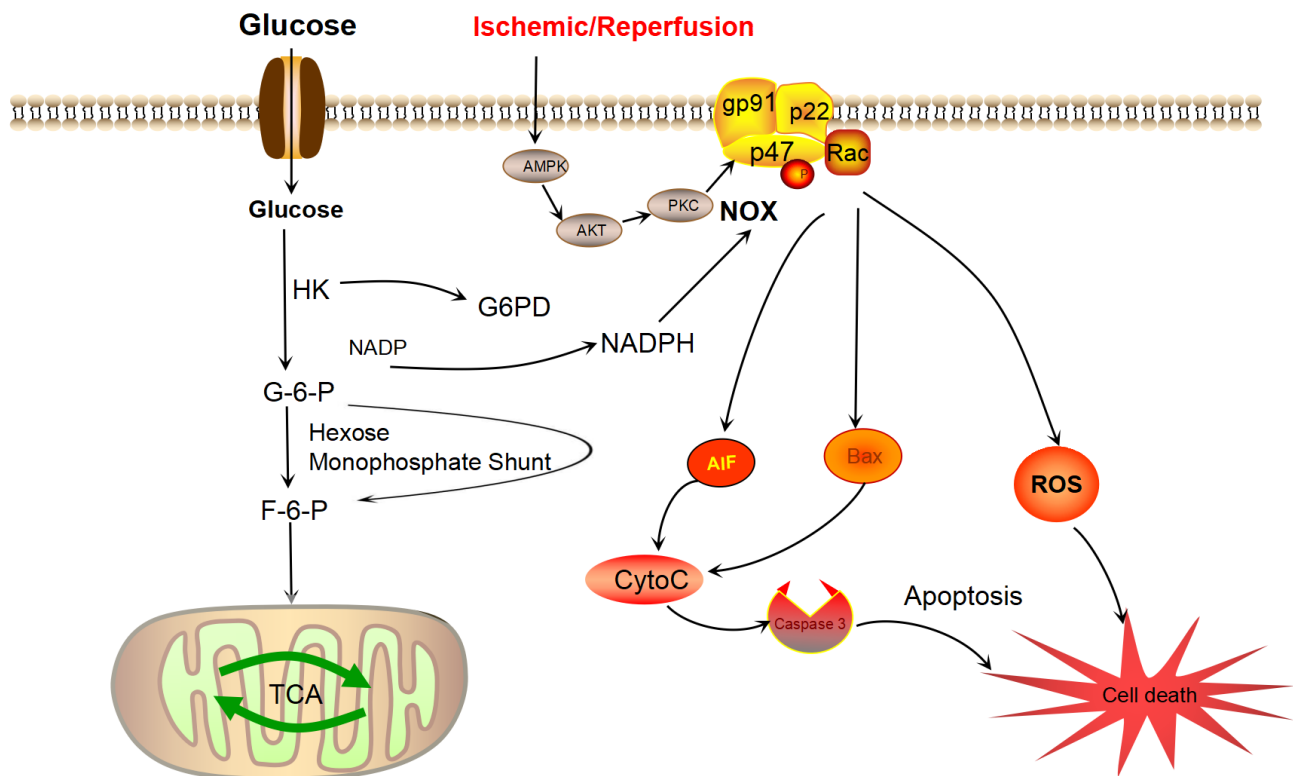 Glucose
Ischemic/Reperfusion
gp91
p22
p47
Rac
P
AMPK
AKT
PKC
NOX
Glucose
HK
G6PD
NADP
NADPH
G-6-P
Hexose
Monophosphate Shunt
F-6-P
AIF
Bax
ROS
CytoC
Caspase 3
Apoptosis
TCA
Cell death